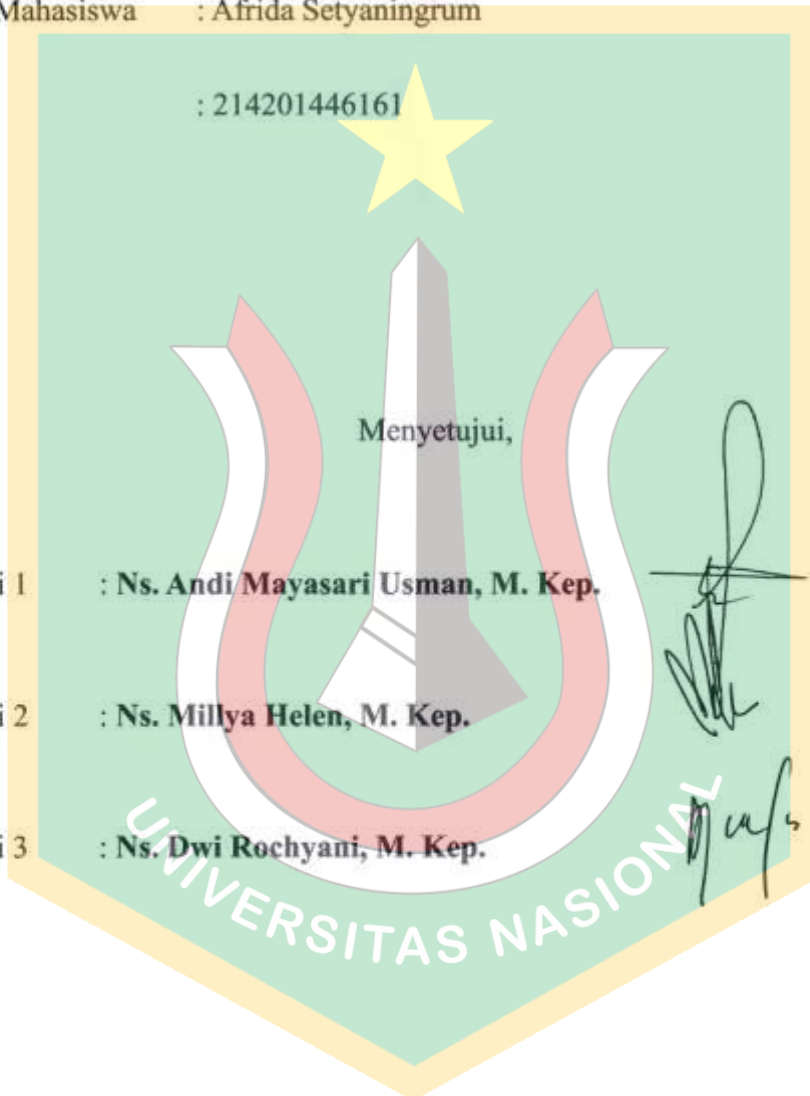 Mahasiswa : Afrida Setyaningrum
: 214201446161
Menyetujui,
i 1 : Ns. Andi Mayasari Usman, M. Kep.
i 2 : Ns. Millya Helen, M. Kep.
i 3 : Ns. Dwi Rochyani, M. Kep.
UNIVERSITAS NASIONAL